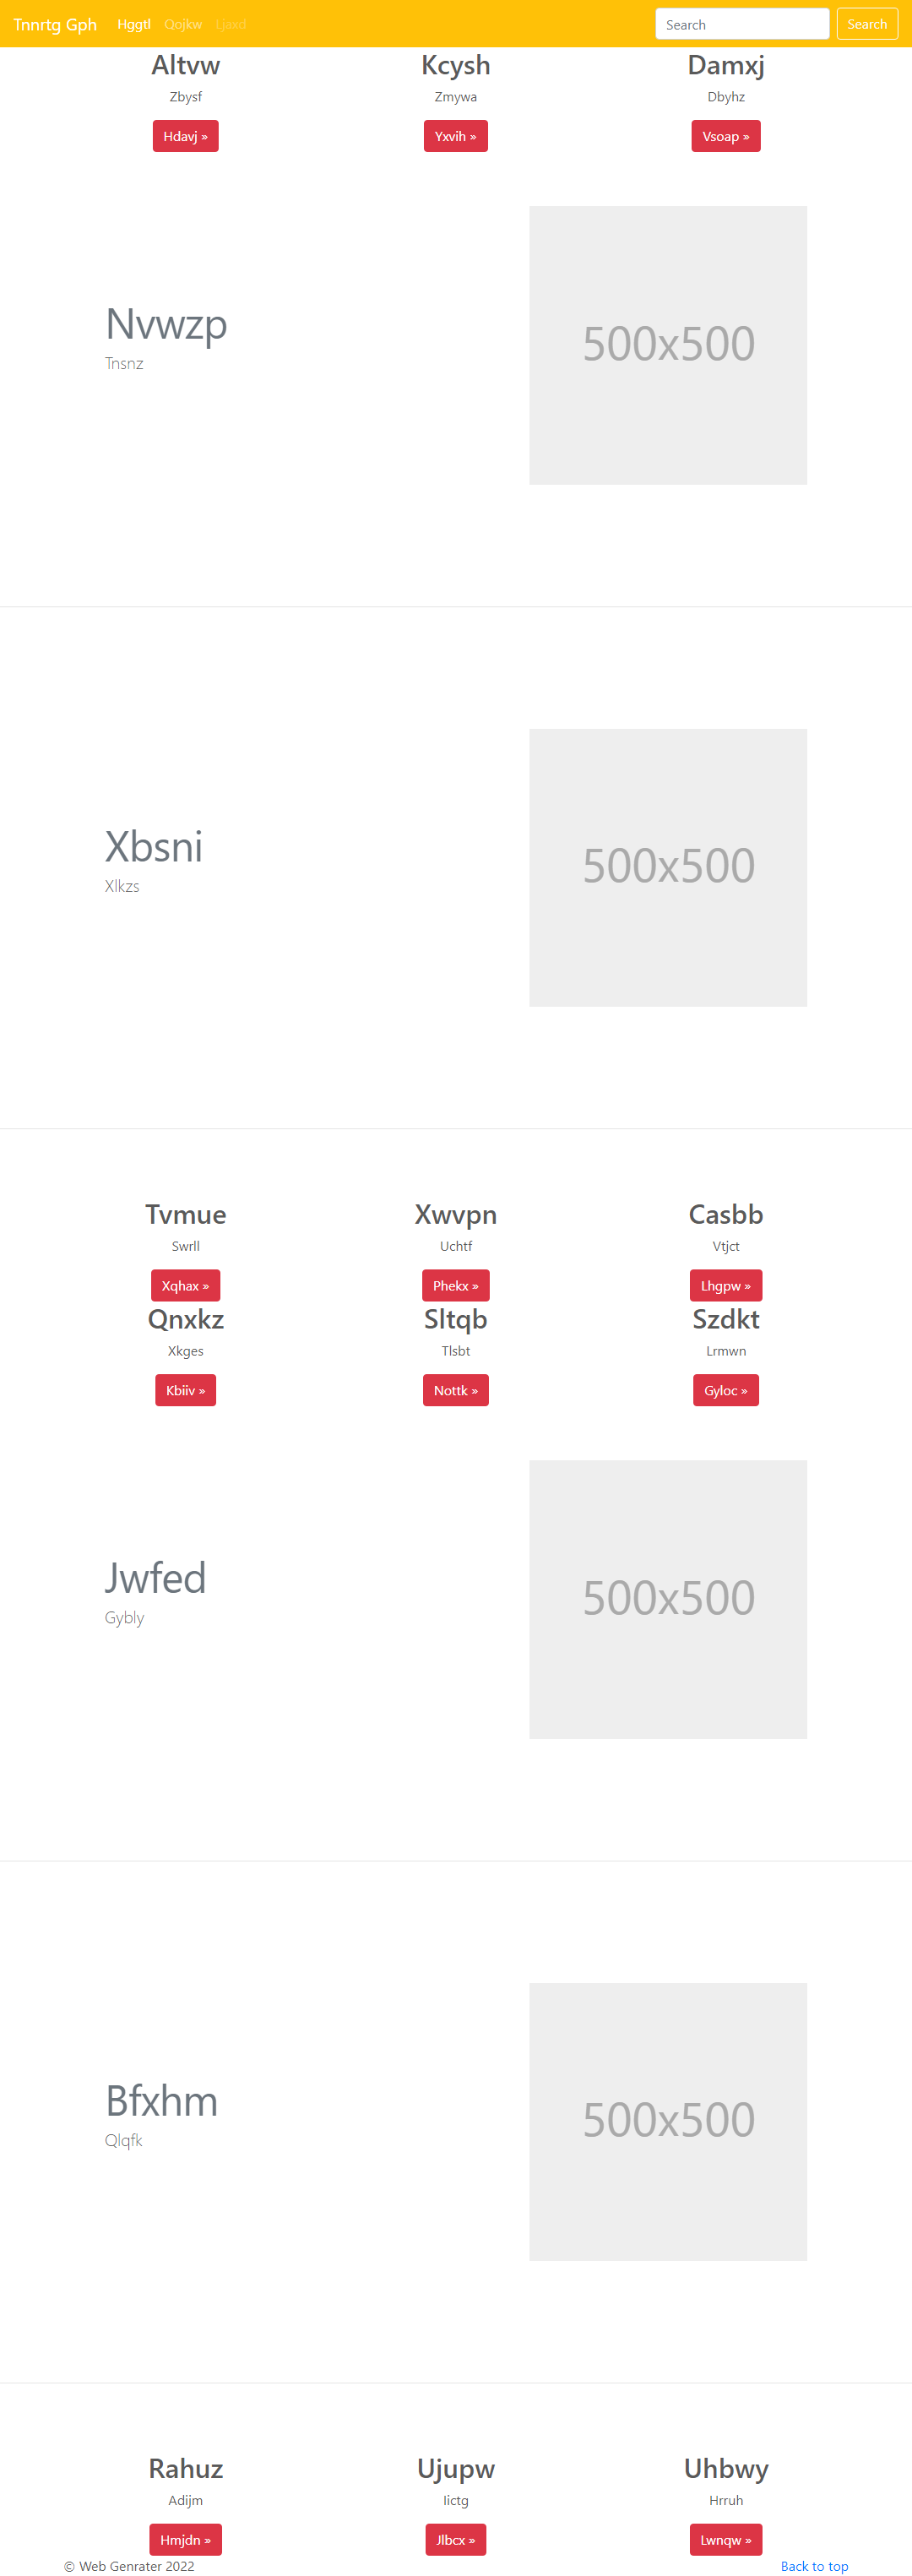 Tnnrtg Gph Hggtl Qojkw Ljaxd Search Search
Altvw Kcysh Damxj
Zbysf Zmywa Dbyhz
Hdavj » Yxvih » Vsoap »
500x500
Nvwzp
Tnsnz
500x500
Xbsni
Xlkzs
Tvmue Xwvpn Casbb
Swrll Uchtf Vtjct
Xqhax » Phekx » Lhgpw »
Qnxkz Sltqb Szdkt
Xkges Tlsbt Lrmwn
Kbiiv » Nottk » Gyloc »
500x500
Jwfed
Gybly
500x500
Bfxhm
Qlqfk
Rahuz Ujupw Uhbwy
Adijm Iictg Hrruh
Hmjdn » Jlbcx » Lwnqw »
© Web Genrater 2022 Back to top